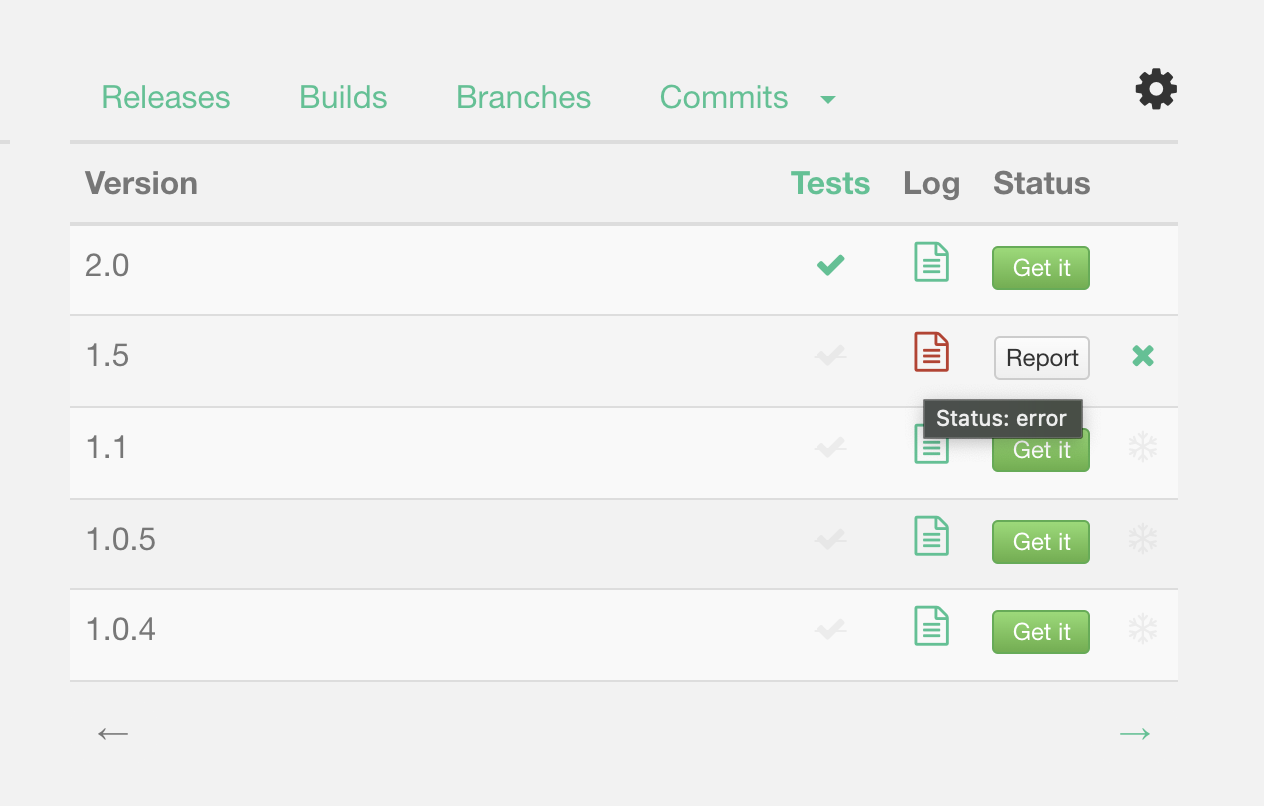 Releases Builds Branches Commits
Version Tests Log Status
2.0 Get it
1.5 Report
Status: error
1.1 Get it
1.0.5 Get it
1.0.4 Get it